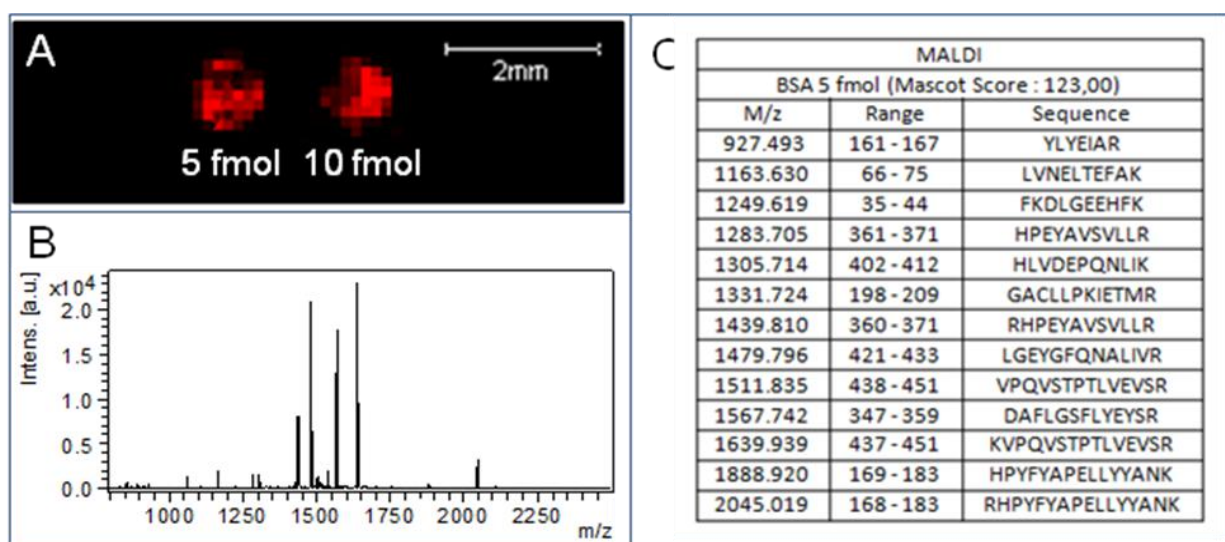 A
2mm
5 fmol 10 fmol
B
Intens. [a.u.]
x10⁴
2.0
1.5
1.0
0.5
0.0
1000 1250 1500 1750 2000 2250
m/z
C
MALDI
BSA 5 fmol (Mascot Score : 123,00)
M/z Range Sequence
927.493 161 - 167 YLYEIAR
1163.630 66 - 75 LVNELTEFAK
1249.619 35 - 44 FKDLGEEHFK
1283.705 361 - 371 HPEYAVSVLLR
1305.714 402 - 412 HLVDEPQNLIK
1331.724 198 - 209 GACLLPKIETMR
1439.810 360 - 371 RHPEYAVSVLLR
1479.796 421 - 433 LGEYGFQNALIVR
1511.835 438 - 451 VPQVSTPTLVEVSR
1567.742 347 - 359 DAFLGSFLYEYSR
1639.939 437 - 451 KVPQVSTPTLVEVSR
1888.920 169 - 183 HPYFYAPELLYYANK
2045.019 168 - 183 RHPYFYAPELLYYANK